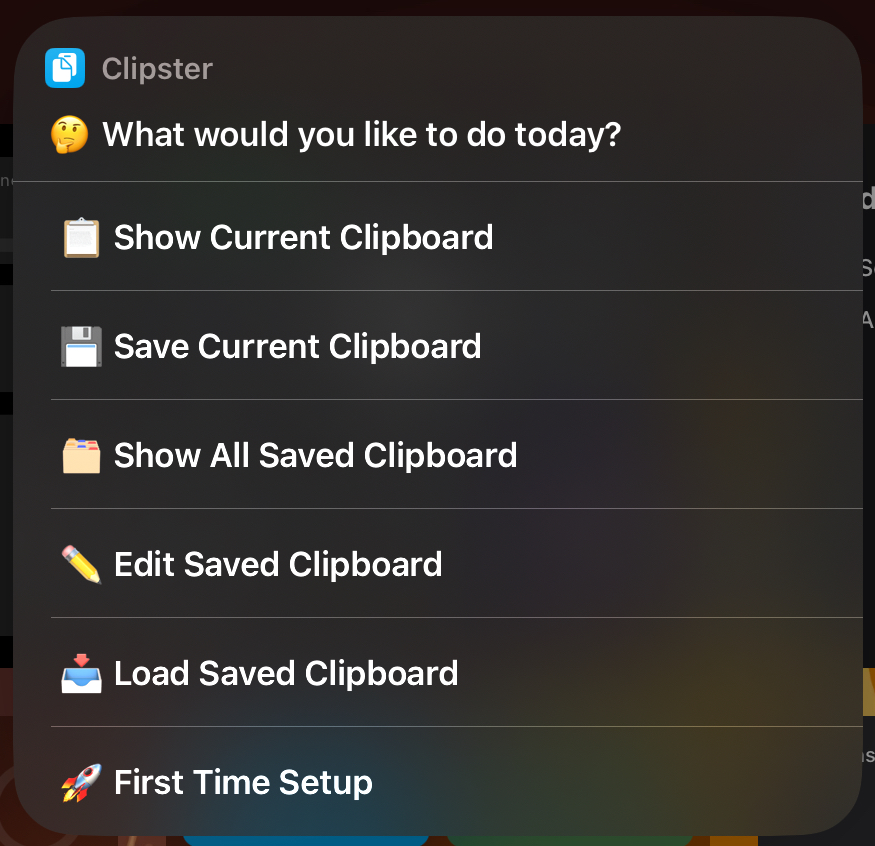 Clipster
🤔 What would you like to do today?
📋 Show Current Clipboard
💾 Save Current Clipboard
🗂️ Show All Saved Clipboard
✏️ Edit Saved Clipboard
📥 Load Saved Clipboard
🚀 First Time Setup